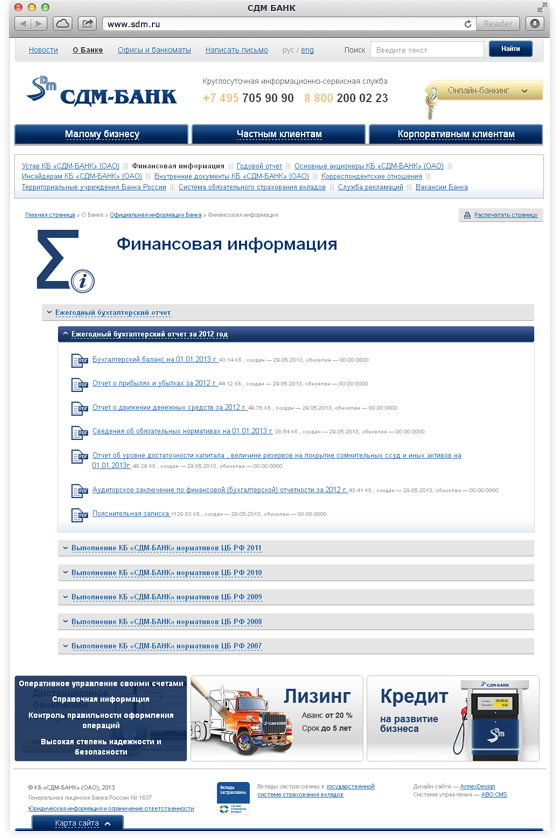 СДМ БАНК
www.sdm.ru
Reader
Новости О Банке Офисы и банкоматы Написать письмо рус / eng Поиск Введите текст Найти
Круглосуточная информационно-сервисная служба
СДМ-БАНК +7 495 705 90 90 8 800 200 02 23 Онлайн-банкинг
Малому бизнесу Частным клиентам Корпоративным клиентам
Устав КБ «СДМ-БАНК» (ОАО) Финансовая информация Годовой отчет Основные акционеры КБ «СДМ-БАНК» (ОАО)
Инсайдерам КБ «СДМ-БАНК» (ОАО) Внутренние документы КБ «СДМ-БАНК» (ОАО) Корреспондентские отношения
Территориальные учреждения Банка России Система обязательного страхования вкладов Служба рекламаций Вакансии Банка
Главная страница » О Банке » Официальная информация Банка » Финансовая информация Распечатать страницу
Σ i Финансовая информация
Ежегодный бухгалтерский отчет
Ежегодный бухгалтерский отчет за 2012 год
Бухгалтерский баланс на 01.01.2013 г. 43.14 Кб., создан — 29.05.2013, обновлен — 00.00.0000
Отчет о прибылях и убытках за 2012 г. 44.12 Кб., создан — 29.05.2013, обновлен — 00.00.0000
Отчет о движении денежных средств за 2012 г. 49.76 Кб., создан — 29.05.2013, обновлен — 00.00.0000
Сведения об обязательных нормативах на 01.01.2013 г. 38.54 Кб., создан — 29.05.2013, обновлен — 00.00.0000
Отчет об уровне достаточности капитала , величине резервов на покрытие сомнительных ссуд и иных активов на
01.01.2013г. 40.29 Кб., создан — 29.05.2013, обновлен — 00.00.0000
Аудиторское заключение по финансовой (бухгалтерской) отчетности за 2012 г. 43.41 Кб., создан — 29.05.2013, обновлен — 00.00.0000
Пояснительная записка 1120.03 Кб., создан — 29.05.2013, обновлен — 00.00.0000
Выполнение КБ «СДМ-БАНК» нормативов ЦБ РФ 2011
Выполнение КБ «СДМ-БАНК» нормативов ЦБ РФ 2010
Выполнение КБ «СДМ-БАНК» нормативов ЦБ РФ 2009
Выполнение КБ «СДМ-БАНК» нормативов ЦБ РФ 2008
Выполнение КБ «СДМ-БАНК» нормативов ЦБ РФ 2007
Оперативное управление своими счетами
Справочная информация
Контроль правильности оформления
операций
Высокая степень надежности и
безопасности
Лизинг
Аванс от 20 %
Срок до 5 лет
Кредит
на развитие
бизнеса
СДМ-БАНК
© КБ «СДМ-БАНК» (ОАО), 2013
Генеральная лицензия Банка России № 1637
Юридическая информация и ограничение ответственности
Вклады
застрахованы
Вклады застрахованы в государственной
системе страхования вкладов
Дизайн сайта — ArtnexDesign
Система управления — ABO.CMS
Карта сайта